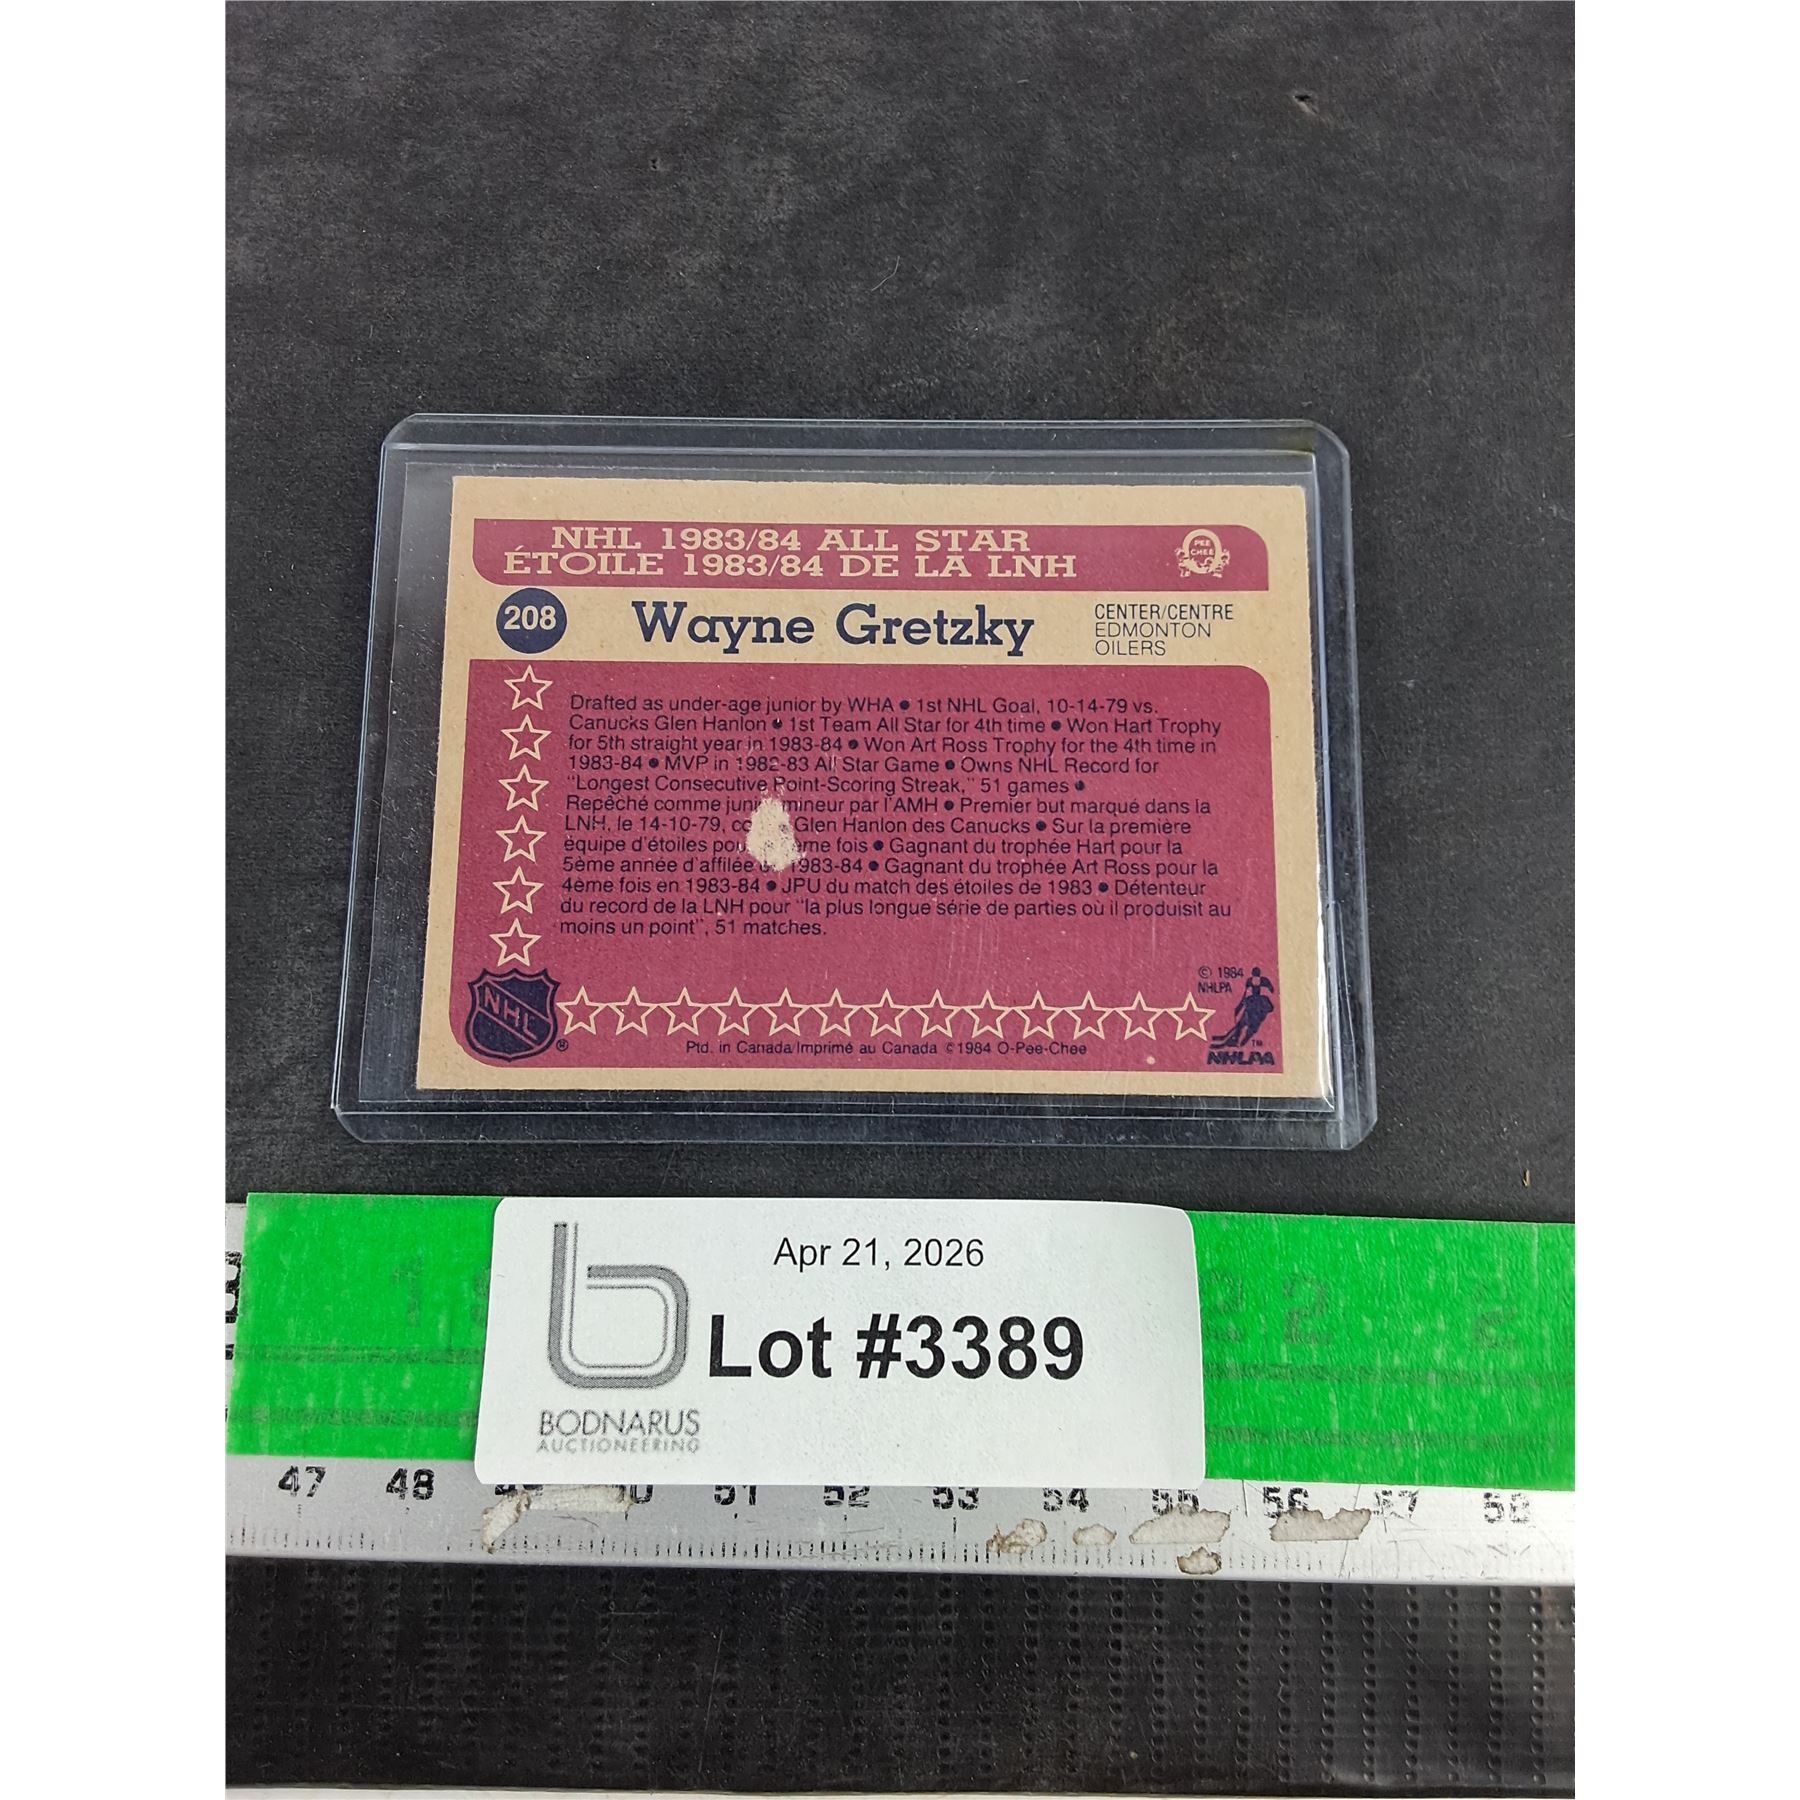 NHL 1983/84 ALL STAR
ÉTOILE 1983/84 DE LA LNH
O
PEE
CHEE
208
Wayne Gretzky
CENTER/CENTRE
EDMONTON
OILERS
Drafted as under-age junior by WHA • 1st NHL Goal, 10-14-79 vs.
Canucks Glen Hanlon • 1st Team All Star for 4th time • Won Hart Trophy
for 5th straight year in 1983-84 • Won Art Ross Trophy for the 4th time in
1983-84 • MVP in 1982-83 All Star Game • Owns NHL Record for
"Longest Consecutive Point-Scoring Streak," 51 games •
Repêché comme mineur par l'AMH • Premier but marqué dans la
LNH, le 14-10-79, Glen Hanlon des Canucks • Sur la première
équipe d'étoiles fois • Gagnant du trophée Hart pour la
5ème année d'affilée 1983-84 • Gagnant du trophée Art Ross pour la
4ème fois en 1983-84 • JPU du match des étoiles de 1983 • Détenteur
du record de la LNH pour "la plus longue série de parties où il produisit au
moins un point", 51 matches.
© 1984
NHLPA
NHL
®
TM
NHLPA
Ptd. in Canada/Imprimé au Canada © 1984 O-Pee-Chee
Apr 21, 2026
Lot #3389
b
BODNARUS
AUCTIONEERING
47 48 51 52 53 54 55 56 57 58